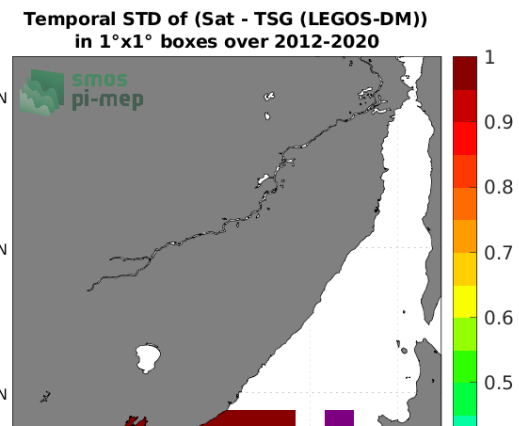 Temporal STD of (Sat - TSG (LEGOS-DM))
in 1°x1° boxes over 2012-2020
smos
pi-mep
N
N
N
1
0.9
0.8
0.7
0.6
0.5